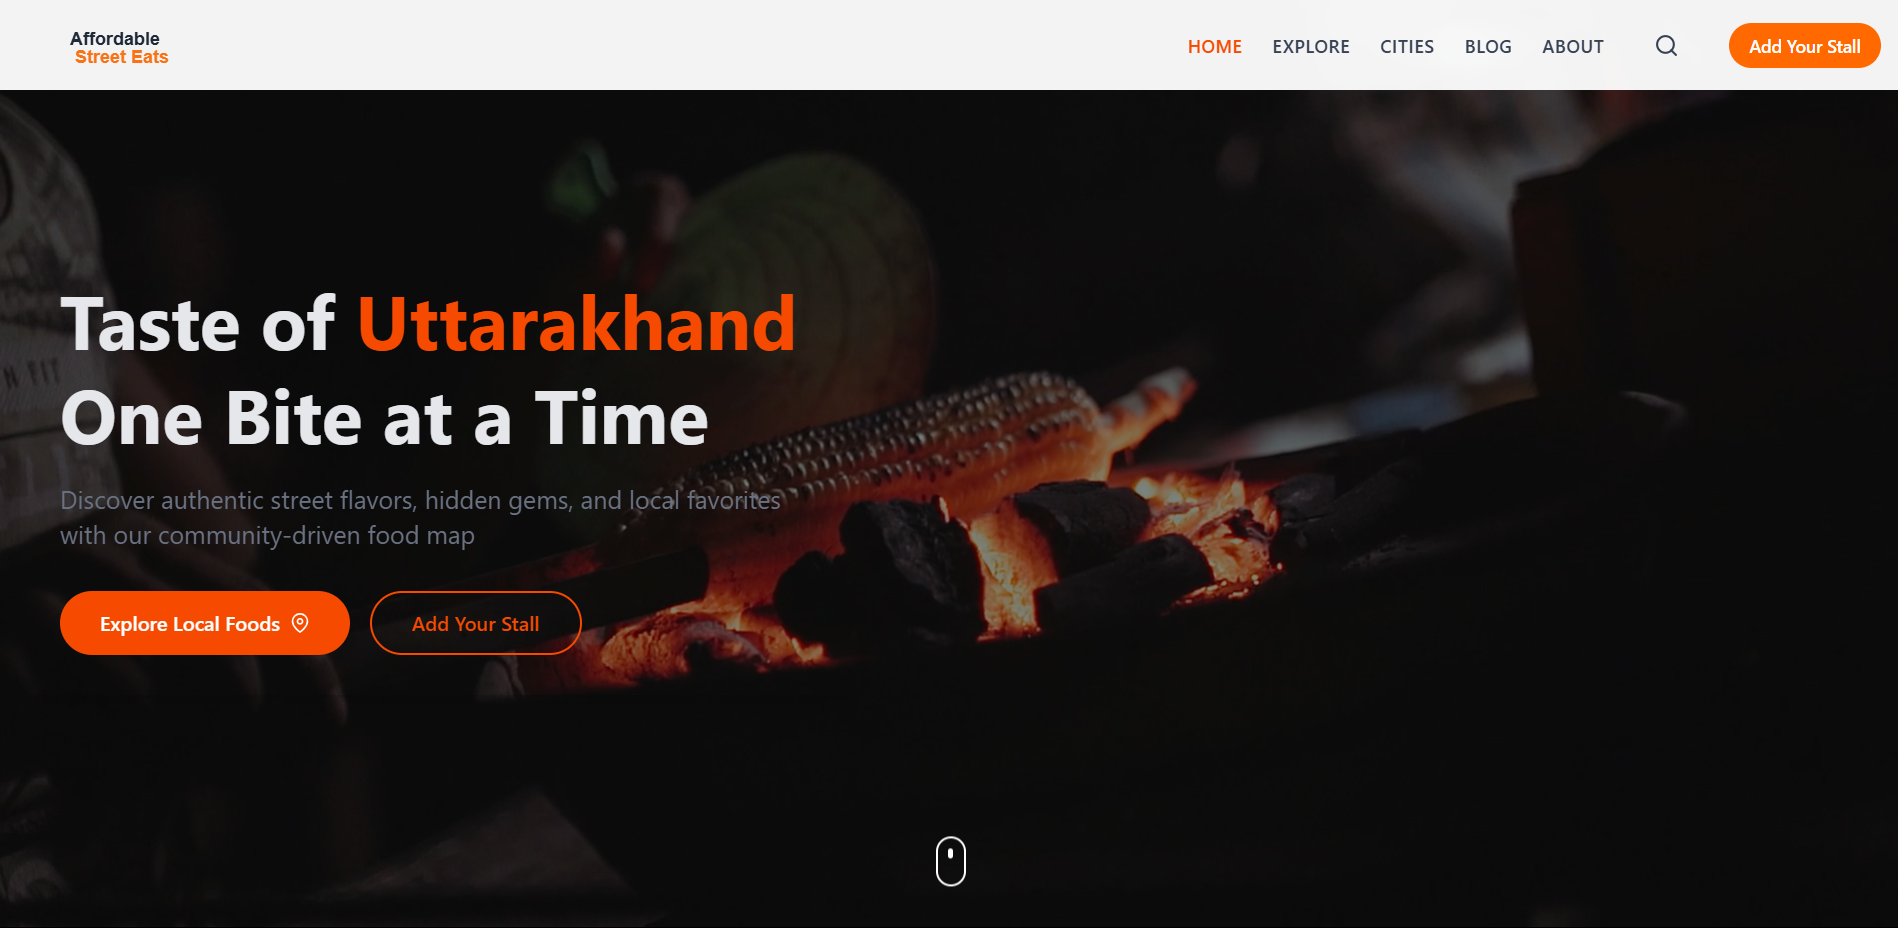 Affordable
Street Eats
HOME EXPLORE CITIES BLOG ABOUT Add Your Stall
Taste of Uttarakhand
One Bite at a Time
Discover authentic street flavors, hidden gems, and local favorites
with our community-driven food map
Explore Local Foods Add Your Stall
N FIT